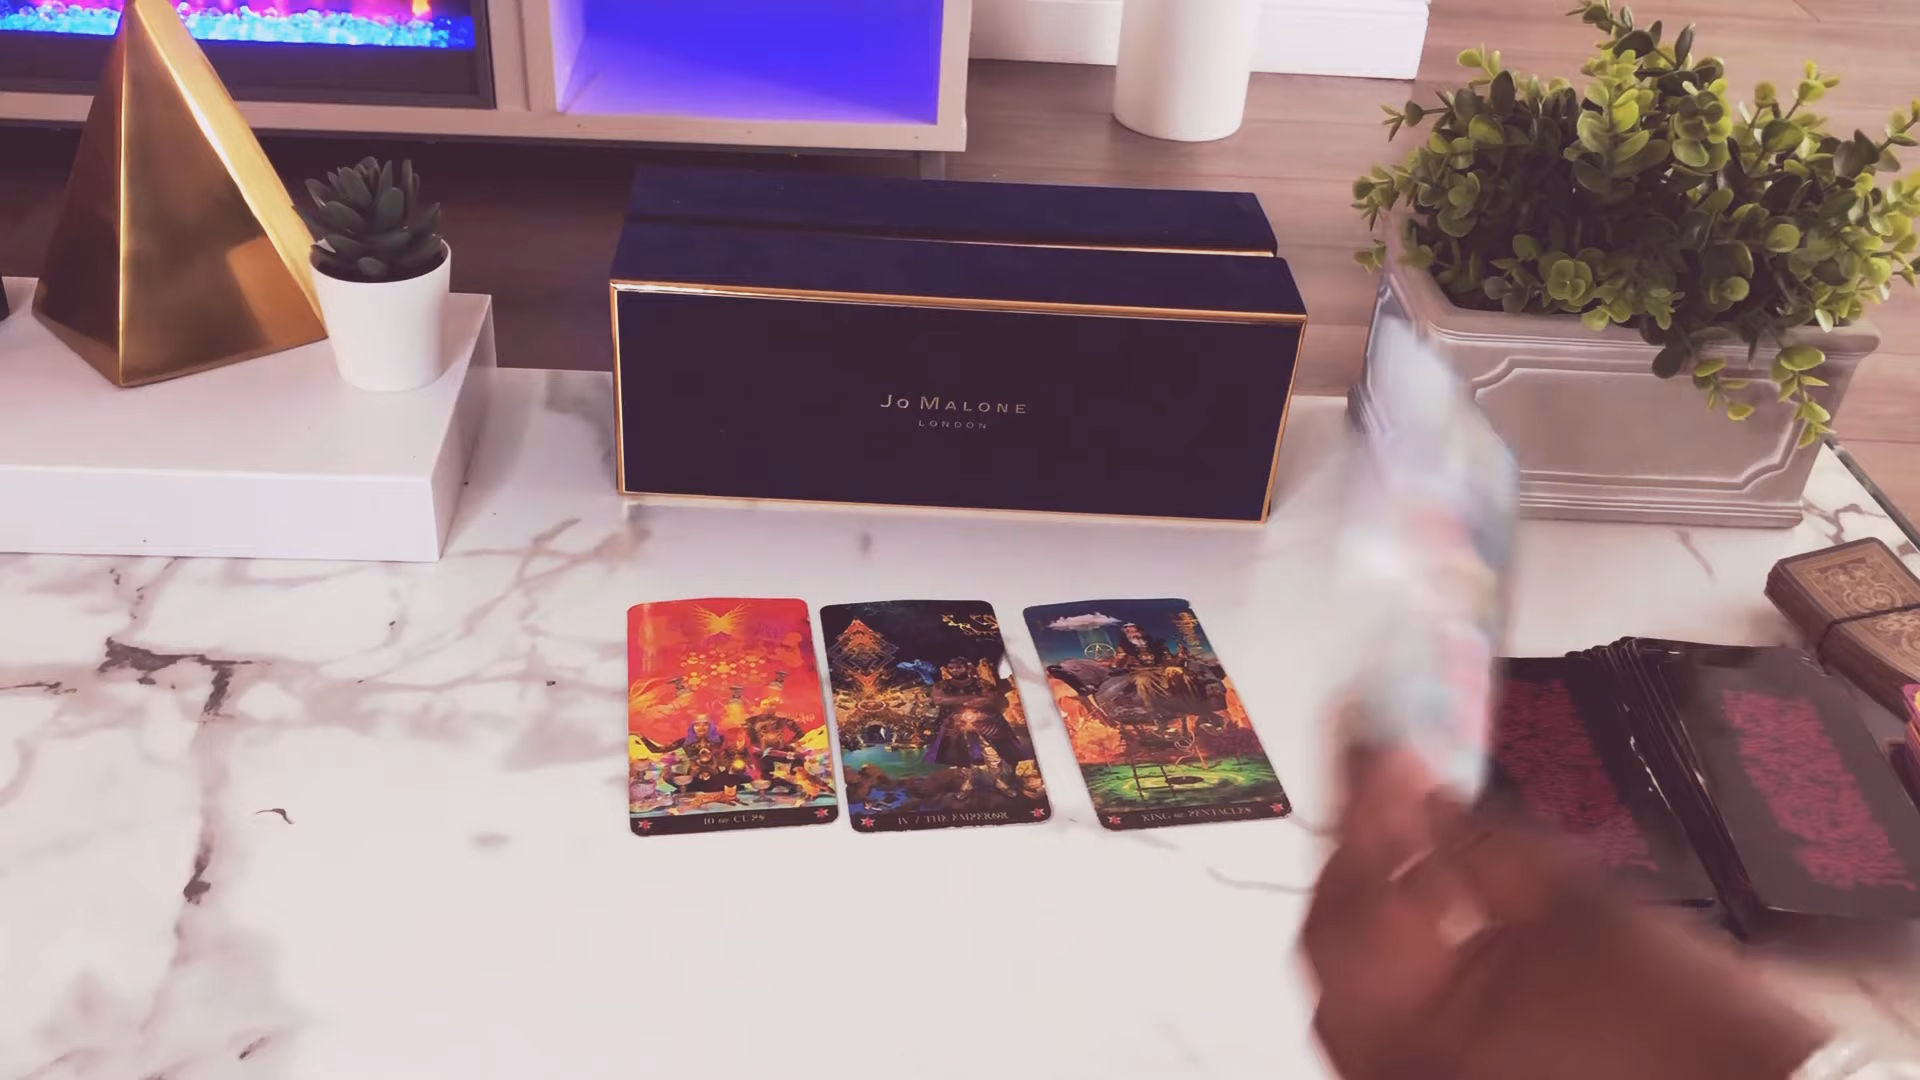 Jo MALONE
LONDON
10 OF CUPS
IV / THE EMPEROR
KING OF PENTACLES